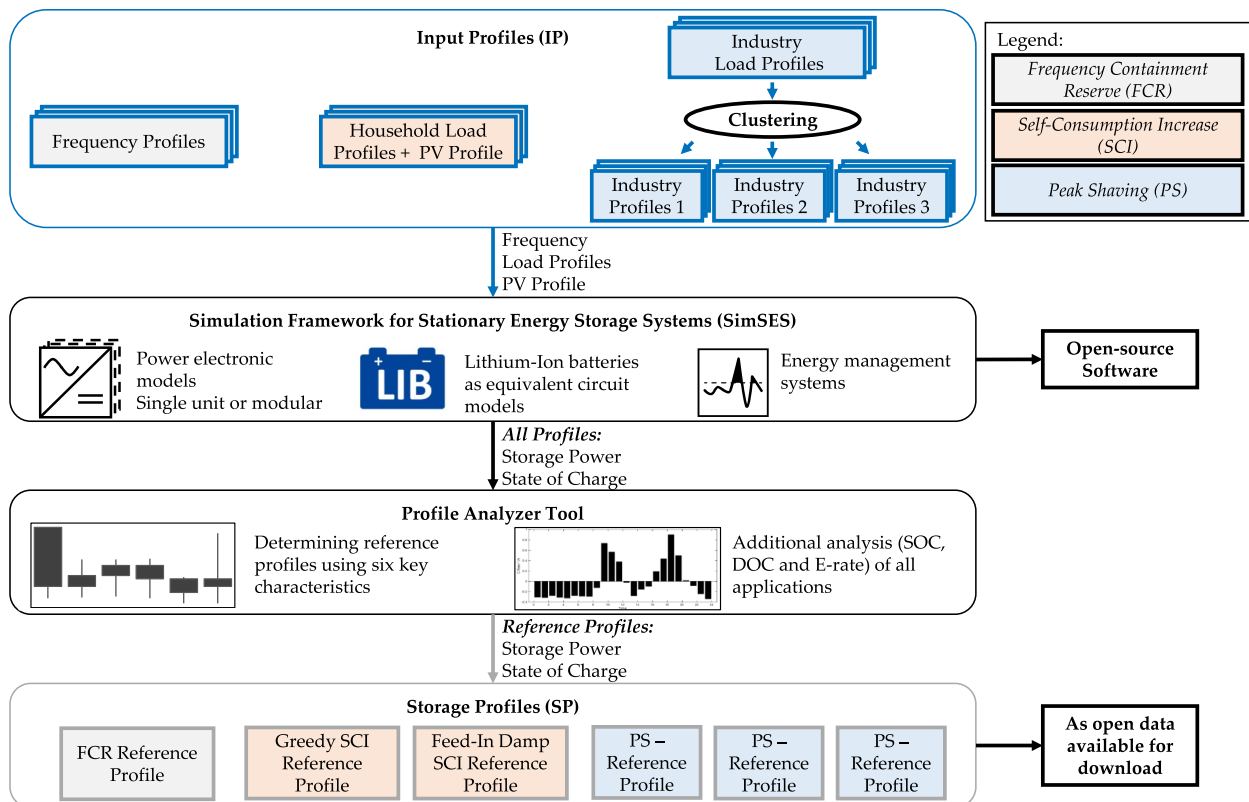 Input Profiles (IP)
Industry
Load Profiles
Clustering
Frequency Profiles
Household Load
Profiles + PV Profile
Industry
Profiles 1
Industry
Profiles 2
Industry
Profiles 3
Legend:
Frequency Containment
Reserve (FCR)
Self-Consumption Increase
(SCI)
Peak Shaving (PS)
Frequency
Load Profiles
PV Profile
Simulation Framework for Stationary Energy Storage Systems (SimSES)
Power electronic
models
Single unit or modular
+ −
LIB
Lithium-Ion batteries
as equivalent circuit
models
Energy management
systems
Open-source
Software
All Profiles:
Storage Power
State of Charge
Profile Analyzer Tool
Determining reference
profiles using six key
characteristics
Additional analysis (SOC,
DOC and E-rate) of all
applications
Reference Profiles:
Storage Power
State of Charge
Storage Profiles (SP)
FCR Reference
Profile
Greedy SCI
Reference
Profile
Feed-In Damp
SCI Reference
Profile
PS –
Reference
Profile
PS –
Reference
Profile
PS –
Reference
Profile
As open data
available for
download